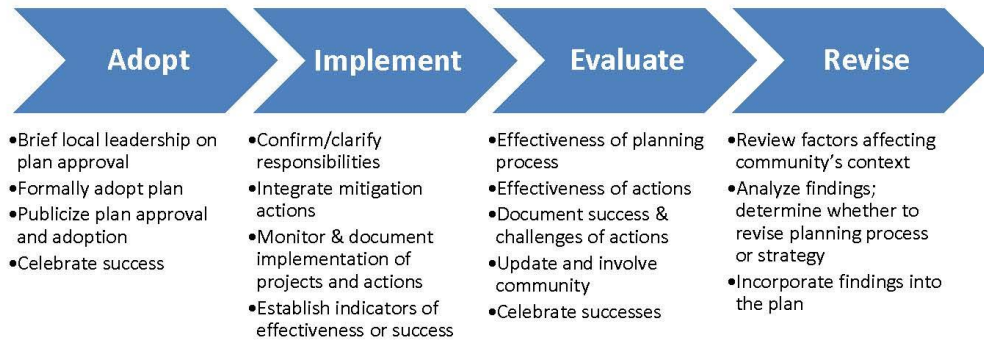 Adopt
•Brief local leadership on
plan approval
•Formally adopt plan
•Publicize plan approval
and adoption
•Celebrate success
Implement
•Confirm/clarify
responsibilities
•Integrate mitigation
actions
•Monitor & document
implementation of
projects and actions
•Establish indicators of
effectiveness or success
Evaluate
•Effectiveness of planning
process
•Effectiveness of actions
•Document success &
challenges of actions
•Update and involve
community
•Celebrate successes
Revise
•Review factors affecting
community's context
•Analyze findings;
determine whether to
revise planning process
or strategy
•Incorporate findings into
the plan